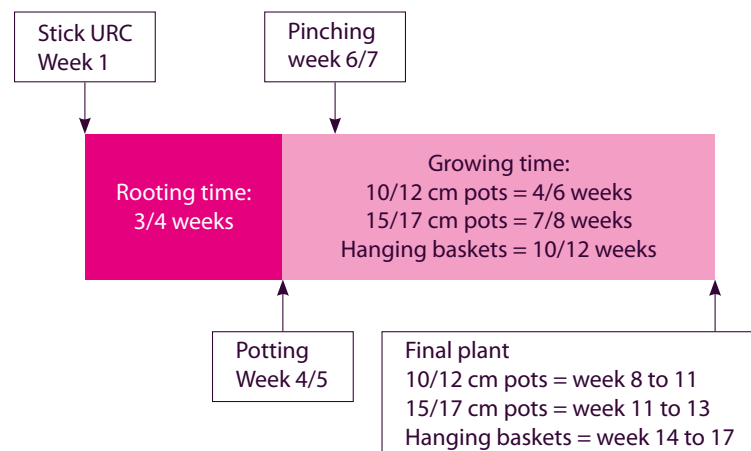 Stick URC
Week 1
Pinching
week 6/7
Rooting time:
3/4 weeks
Growing time:
10/12 cm pots = 4/6 weeks
15/17 cm pots = 7/8 weeks
Hanging baskets = 10/12 weeks
Potting
Week 4/5
Final plant
10/12 cm pots = week 8 to 11
15/17 cm pots = week 11 to 13
Hanging baskets = week 14 to 17